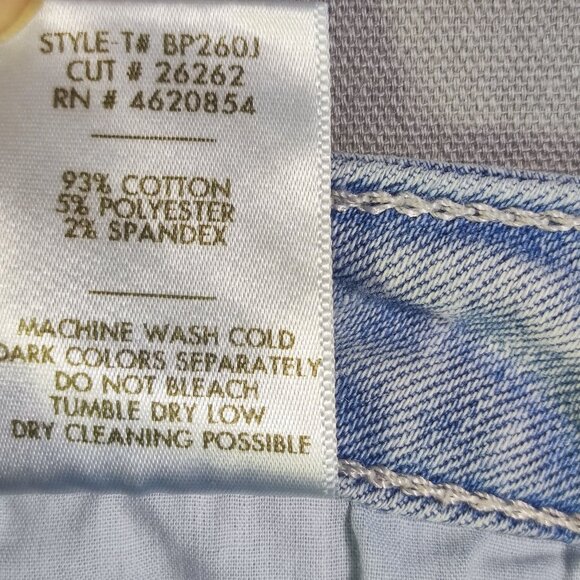 STYLE-T# BP260J
CUT # 26262
RN # 4620854
93% COTTON
5% POLYESTER
2% SPANDEX
MACHINE WASH COLD
DARK COLORS SEPARATELY
DO NOT BLEACH
TUMBLE DRY LOW
DRY CLEANING POSSIBLE